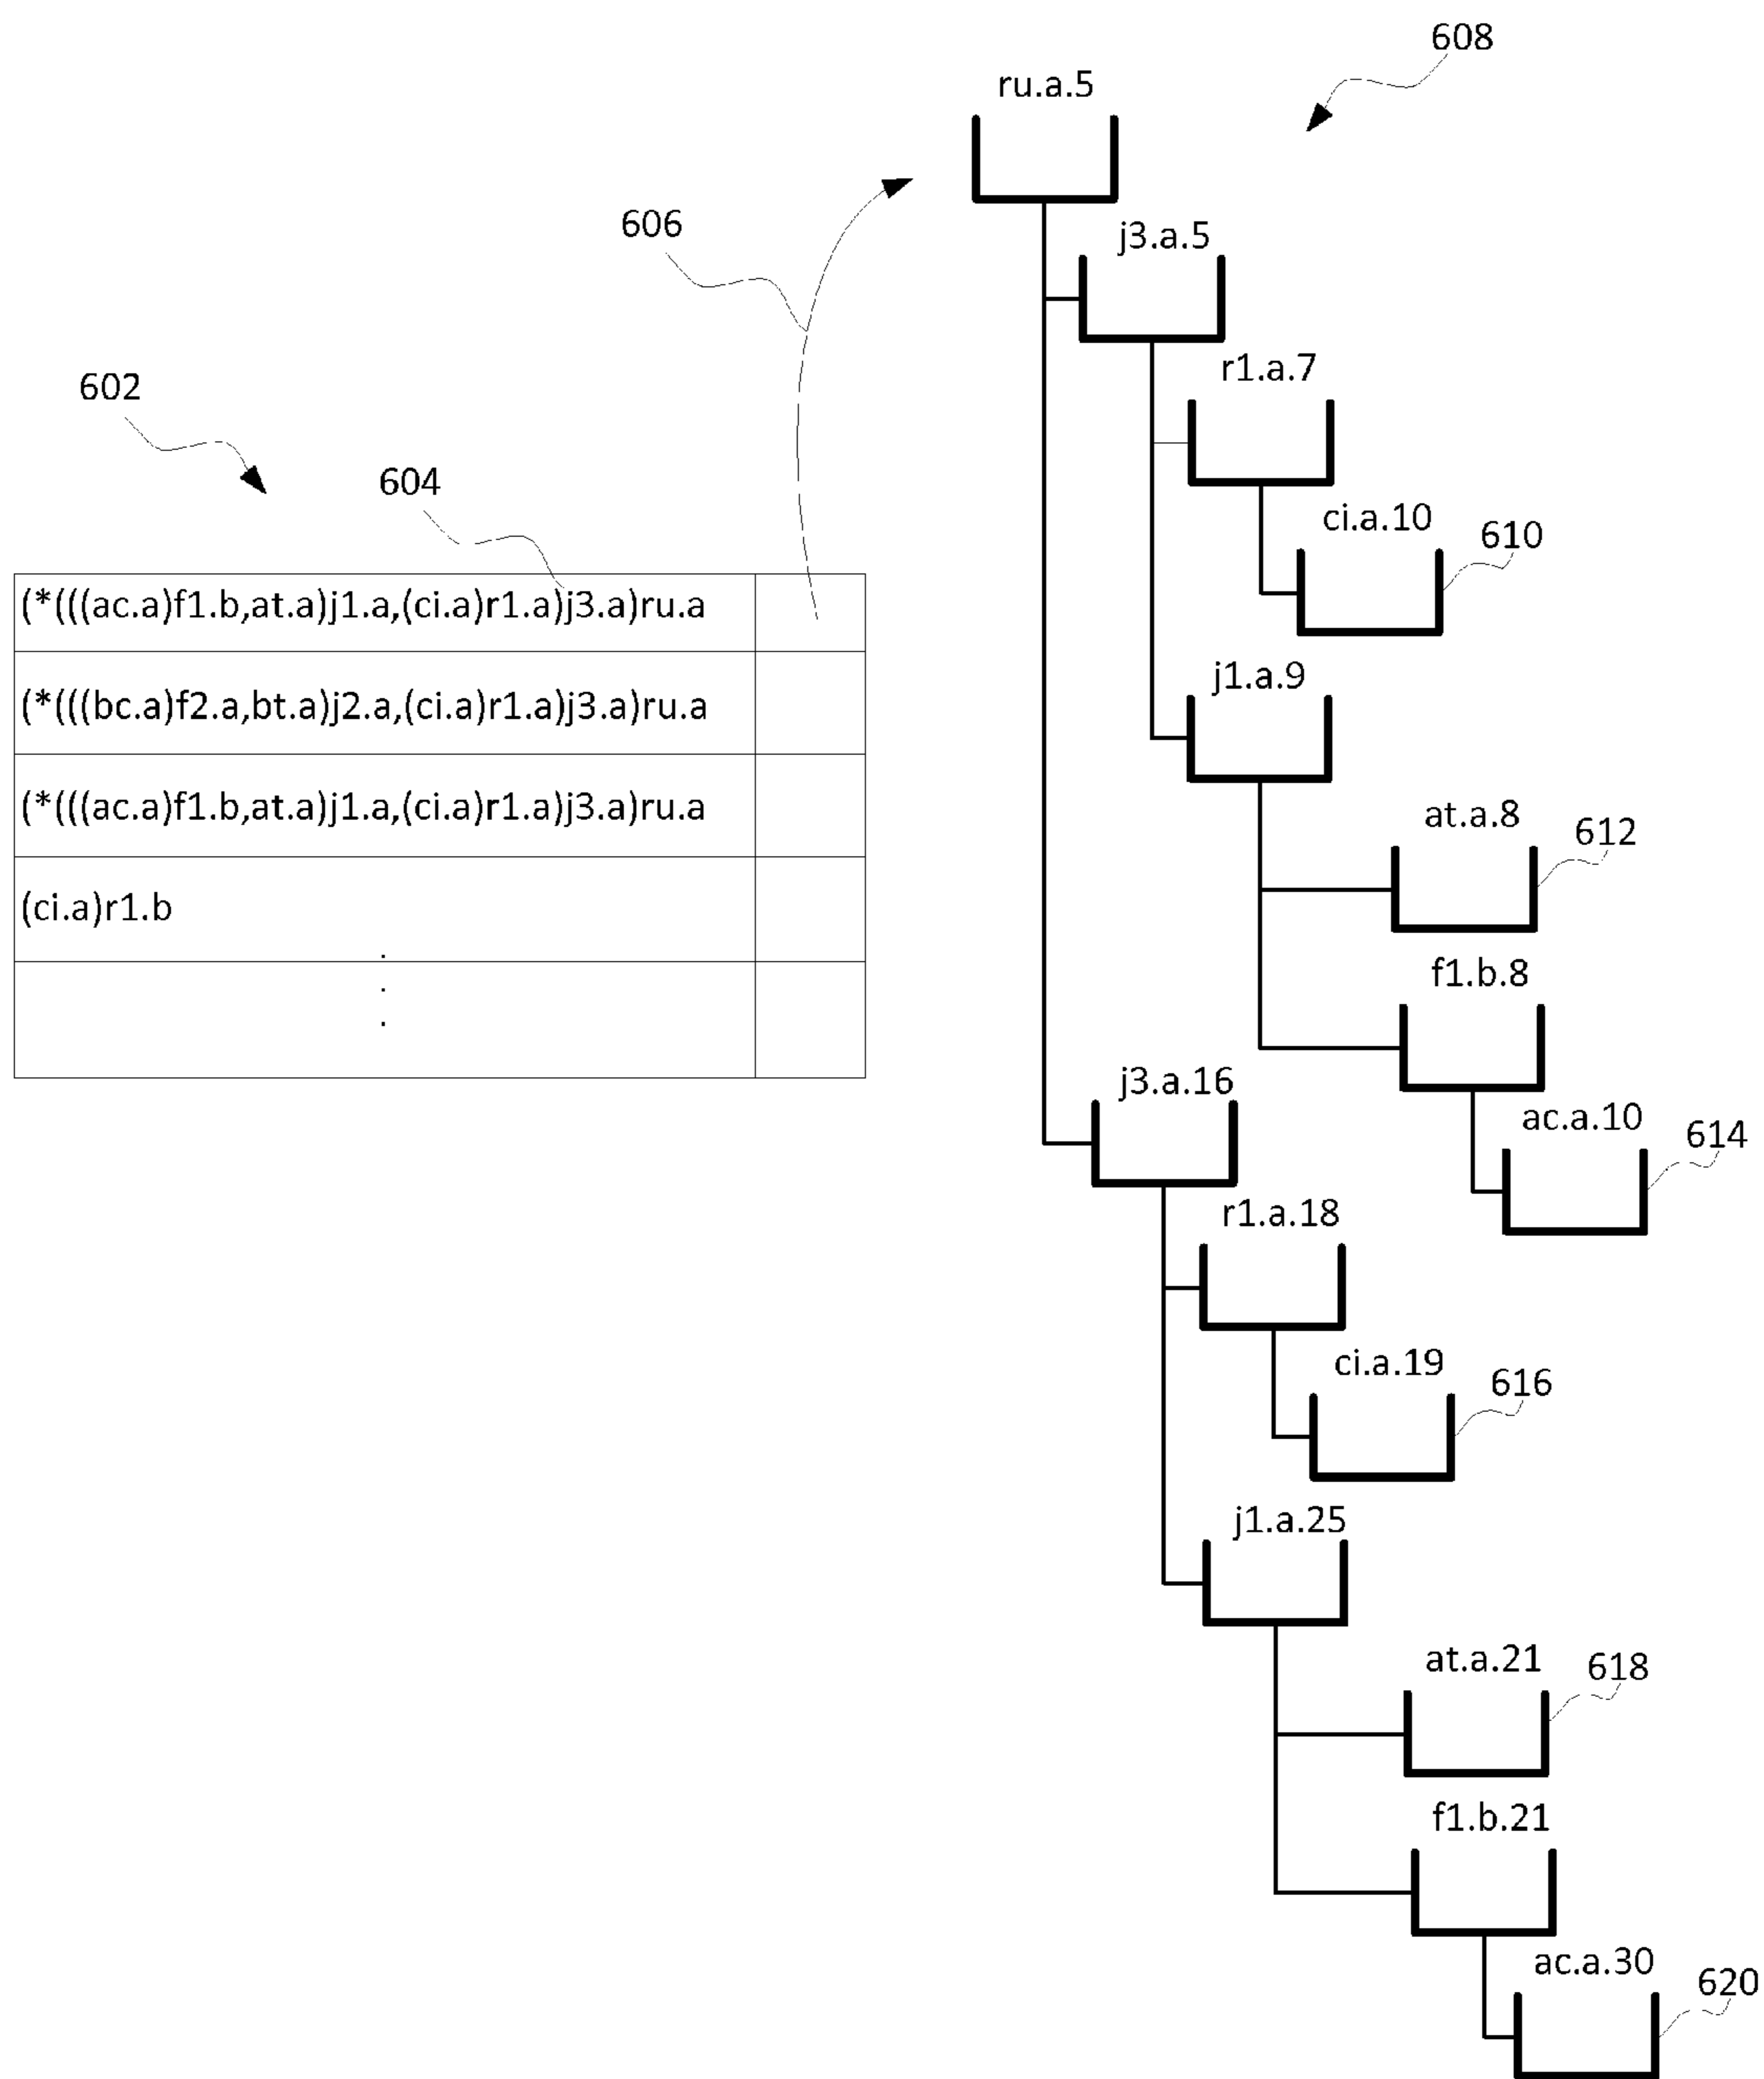 608
ru.a.5
606
j3.a.5
r1.a.7
602
604
ci.a.10
610
(*(((ac.a)f1.b,at.a)j1.a,(ci.a)r1.a)j3.a)ru.a
(*(((bc.a)f2.a,bt.a)j2.a,(ci.a)r1.a)j3.a)ru.a
j1.a.9
(*(((ac.a)f1.b,at.a)j1.a,(ci.a)r1.a)j3.a)ru.a
at.a.8
612
(ci.a)r1.b
.
.
.
f1.b.8
j3.a.16
ac.a.10
614
r1.a.18
ci.a.19
616
j1.a.25
at.a.21
618
f1.b.21
ac.a.30
620